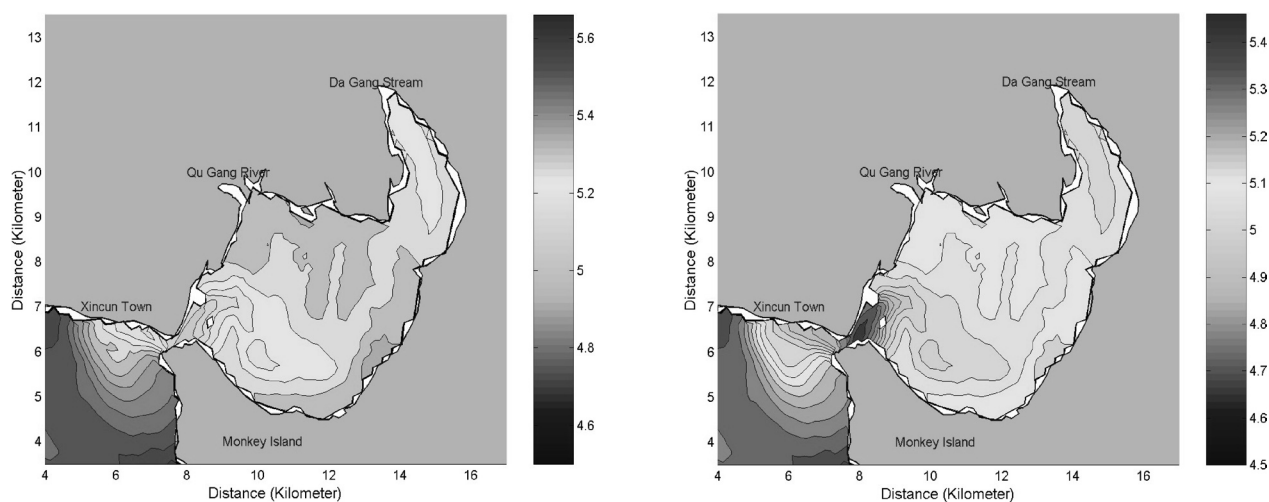 13
12
11
10
9
8
7
6
5
4
Distance (Kilometer)
Da Gang Stream
Qu Gang River
Xincun Town
Monkey Island
4 6 8 10 12 14 16
Distance (Kilometer)
5.6
5.4
5.2
5
4.8
4.6
13
12
11
10
9
8
7
6
5
4
Distance (Kilometer)
Da Gang Stream
Qu Gang River
Xincun Town
Monkey Island
4 6 8 10 12 14 16
Distance (Kilometer)
5.4
5.3
5.2
5.1
5
4.9
4.8
4.7
4.6
4.5